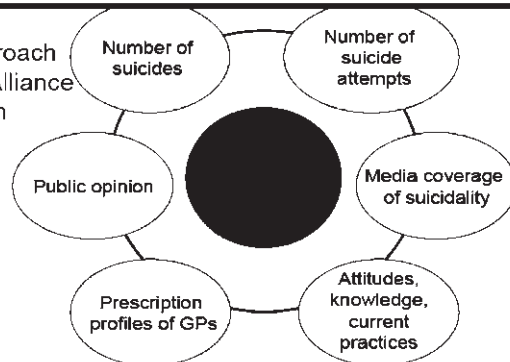 roach
Alliance
Number of
suicides
Number of
suicide
attempts
Public opinion
Media coverage
of suicidality
Prescription
profiles of GPs
Attitudes,
knowledge,
current
practices